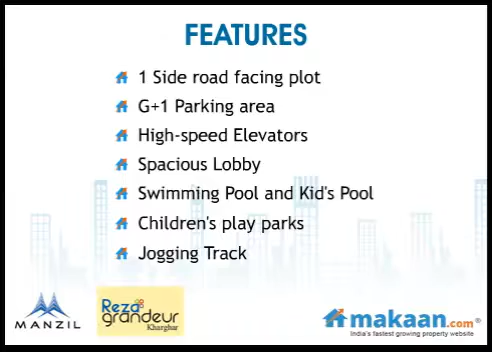 FEATURES
1 Side road facing plot
G+1 Parking area
High-speed Elevators
Spacious Lobby
Swimming Pool and Kid's Pool
Children's play parks
Jogging Track
MANZIL
Reza
grandeur
Kharghar
makaan.com®
India's fastest growing property website